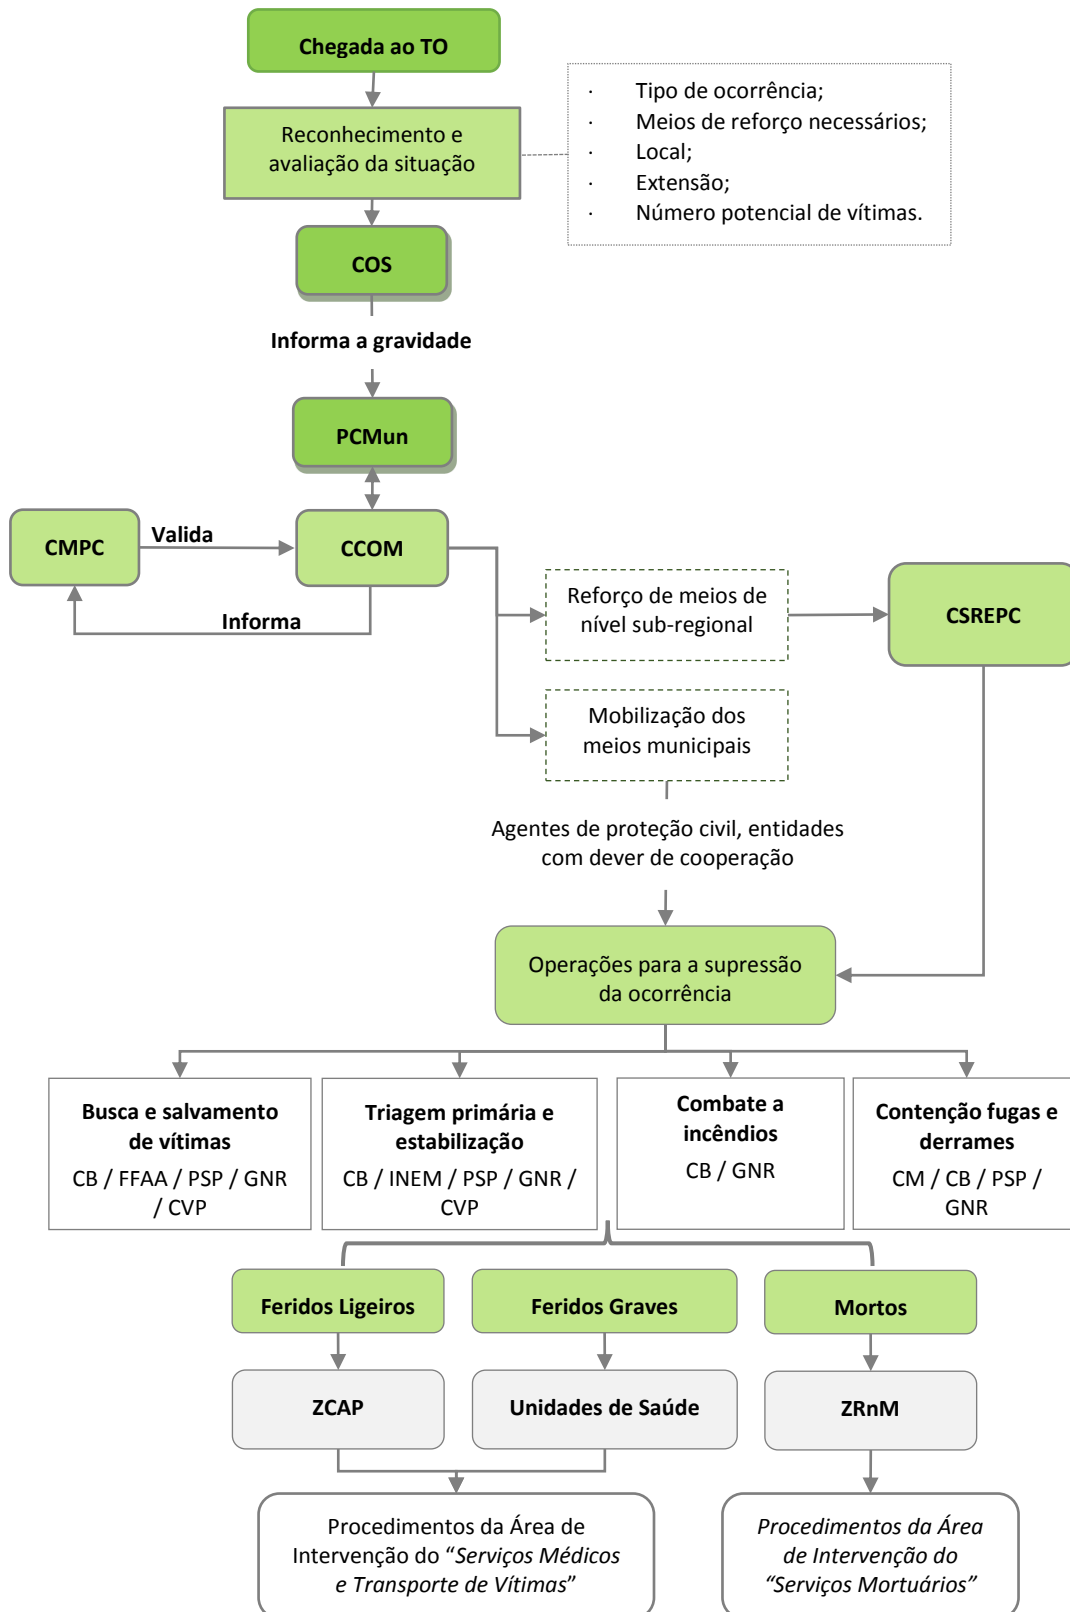 Chegada ao TO
Reconhecimento e
avaliação da situação
· Tipo de ocorrência;
· Meios de reforço necessários;
· Local;
· Extensão;
· Número potencial de vítimas.
COS
Informa a gravidade
PCMun
CMPC
Valida
CCOM
Informa
Reforço de meios de
nível sub-regional
CSREPC
Mobilização dos
meios municipais
Agentes de proteção civil, entidades
com dever de cooperação
Operações para a supressão
da ocorrência
Busca e salvamento
de vítimas
CB / FFAA / PSP / GNR
/ CVP
Triagem primária e
estabilização
CB / INEM / PSP / GNR /
CVP
Combate a
incêndios
CB / GNR
Contenção fugas e
derrames
CM / CB / PSP /
GNR
Feridos Ligeiros
Feridos Graves
Mortos
ZCAP
Unidades de Saúde
ZRnM
Procedimentos da Área de
Intervenção do “Serviços Médicos
e Transporte de Vítimas”
Procedimentos da Área
de Intervenção do
“Serviços Mortuários”